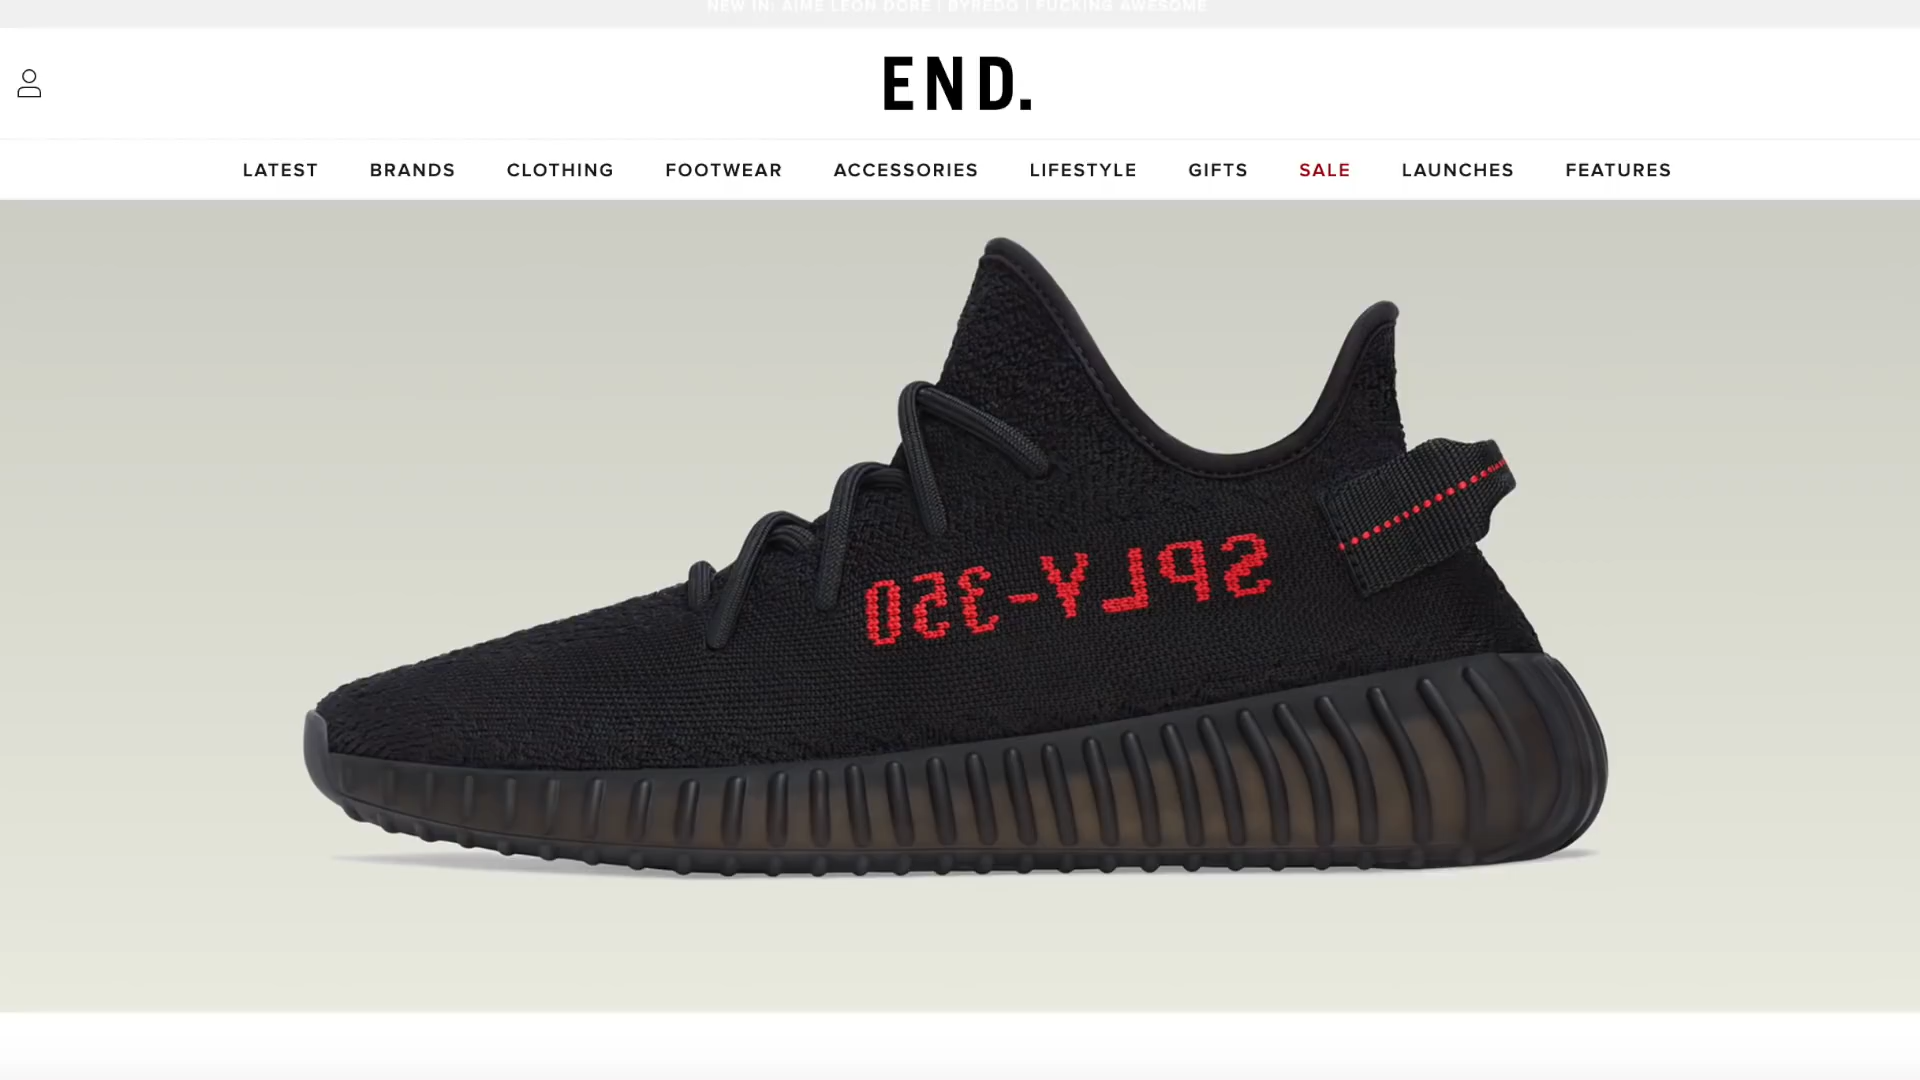 NEW IN: AIMÉ LEON DORE | BYREDO | FUCKING AWESOME
END.
LATEST BRANDS CLOTHING FOOTWEAR ACCESSORIES LIFESTYLE GIFTS SALE LAUNCHES FEATURES
SPLY-350